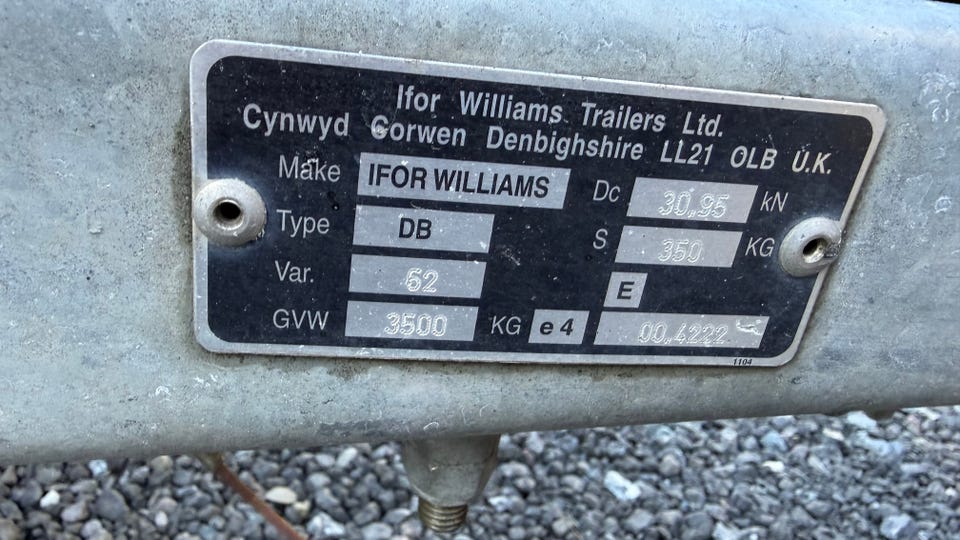 Ifor Williams Trailers Ltd.
Cynwyd Corwen Denbighshire LL21 OLB U.K.
Make IFOR WILLIAMS Dc 30,95 kN
Type DB S 350 KG
Var. 62 E
GVW 3500 KG e4 00,4222
1104